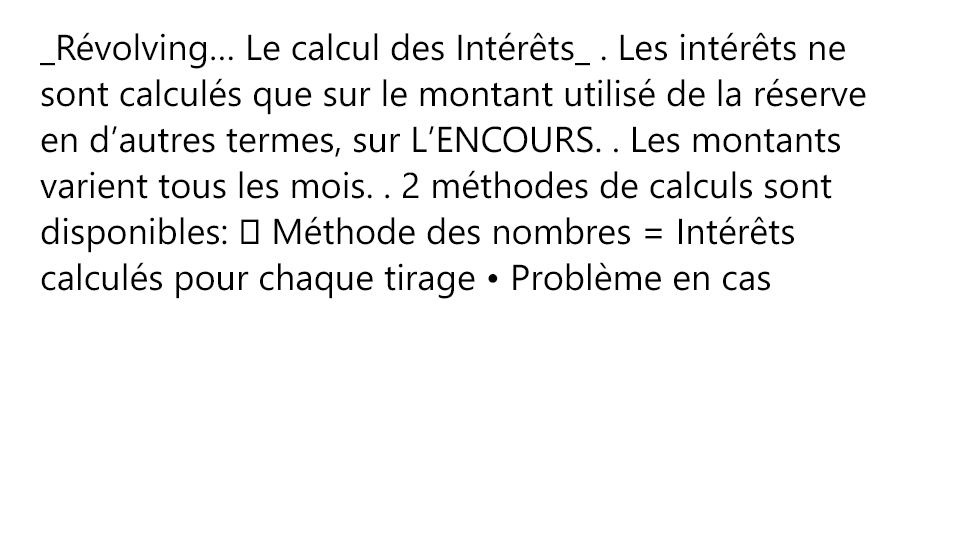 _Révolving… Le calcul des Intérêts_ . Les intérêts ne
sont calculés que sur le montant utilisé de la réserve
en d’autres termes, sur L’ENCOURS. . Les montants
varient tous les mois. . 2 méthodes de calculs sont
disponibles:  Méthode des nombres = Intérêts
calculés pour chaque tirage • Problème en cas